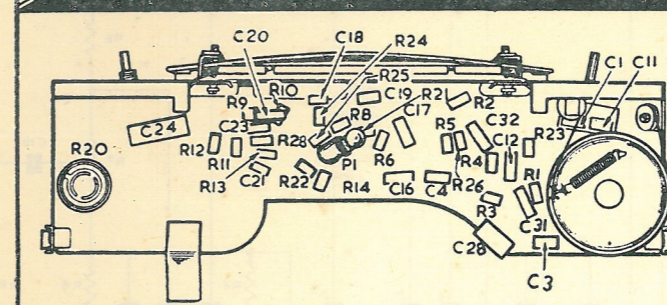 C20 C18 R24
R25
C1 C11
R10
R9 C19 R21 R2
C24 C23 R8 C17 R5 C32 C12 R23
R20 R12 R11 R28 P1 R6 R4
R13 C21 R22 R14 C16 C4 R26 R1
R3
C31
C28
C3